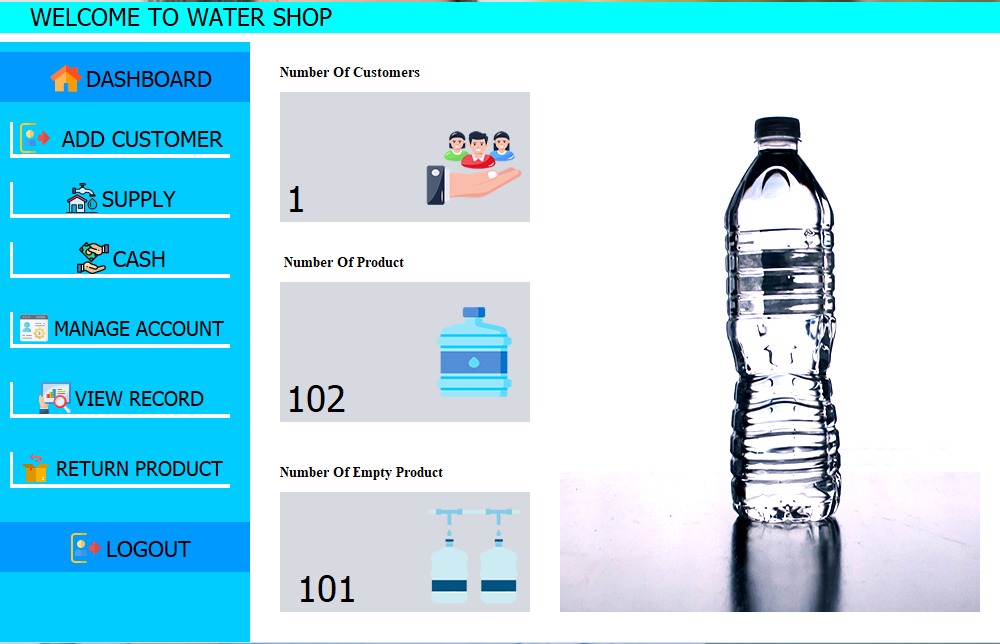 WELCOME TO WATER SHOP
DASHBOARD
ADD CUSTOMER
SUPPLY
CASH
MANAGE ACCOUNT
VIEW RECORD
RETURN PRODUCT
LOGOUT
Number Of Customers
1
Number Of Product
102
Number Of Empty Product
101